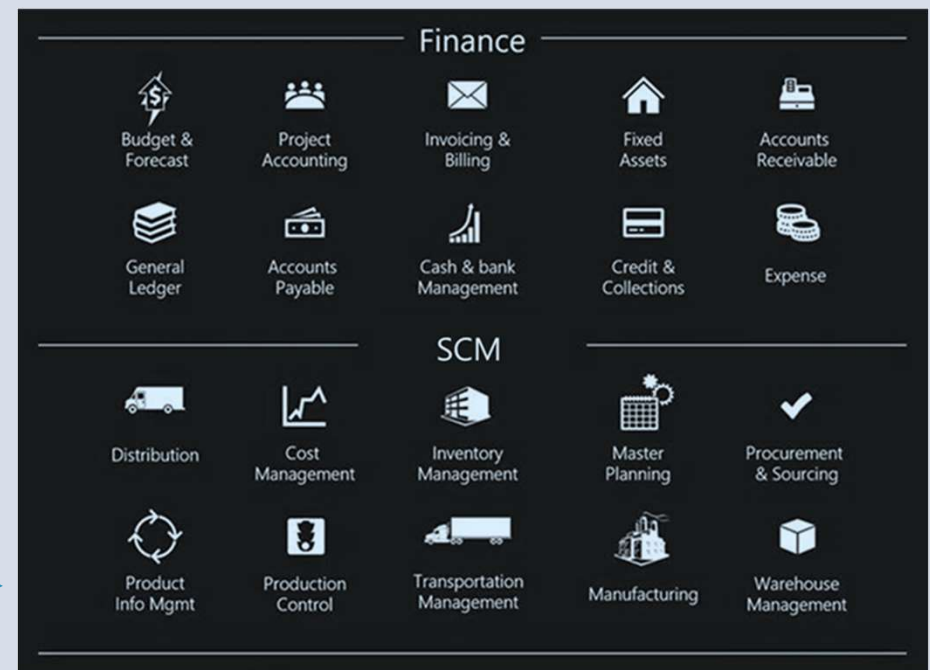 Finance
Budget &
Forecast
Project
Accounting
Invoicing &
Billing
Fixed
Assets
Accounts
Receivable
General
Ledger
Accounts
Payable
Cash & bank
Management
Credit &
Collections
Expense
SCM
Distribution
Cost
Management
Inventory
Management
Master
Planning
Procurement
& Sourcing
Product
Info Mgmt
Production
Control
Transportation
Management
Manufacturing
Warehouse
Management